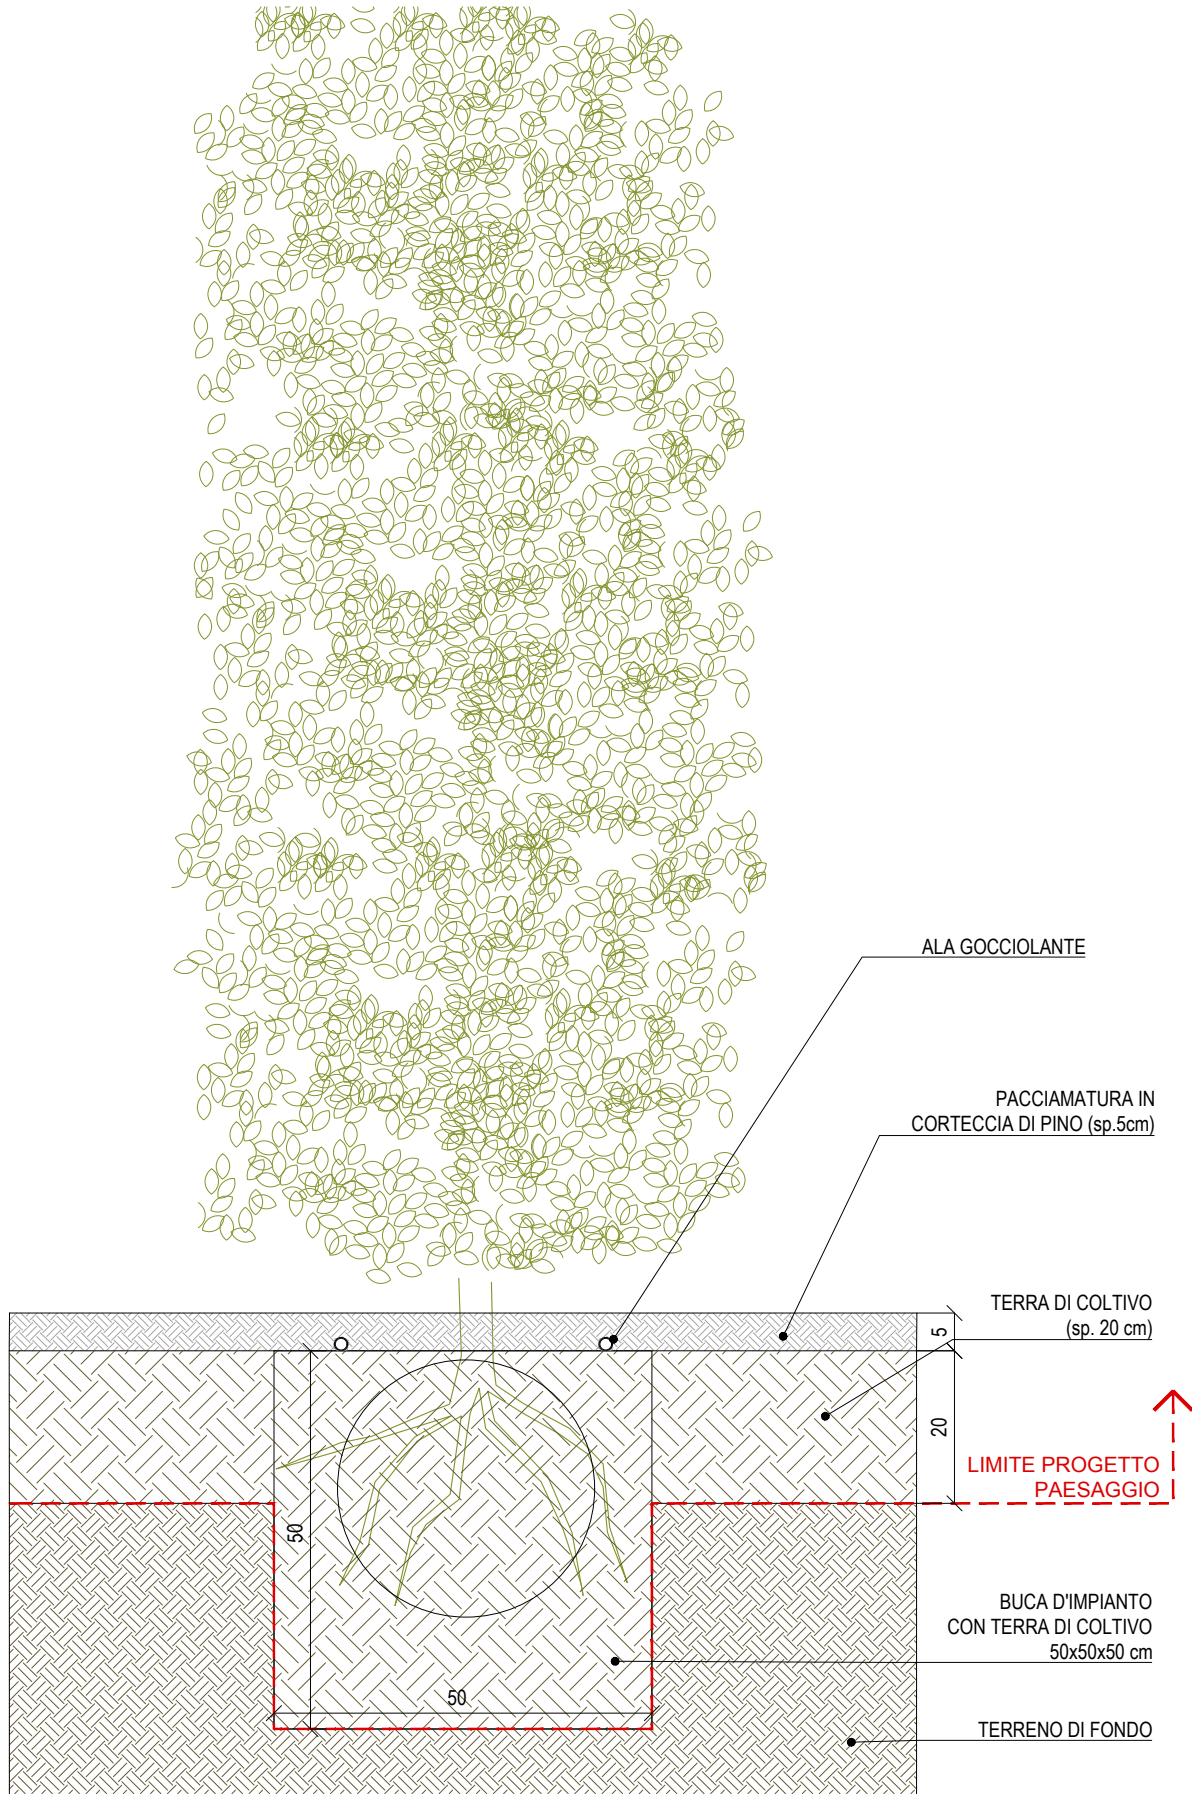 ALA GOCCIOLANTE
PACCIAMATURA IN
CORTECCIA DI PINO (sp.5cm)
TERRA DI COLTIVO
(sp. 20 cm)
5
20
LIMITE PROGETTO
PAESAGGIO
50
BUCA D'IMPIANTO
CON TERRA DI COLTIVO
50x50x50 cm
50
TERRENO DI FONDO